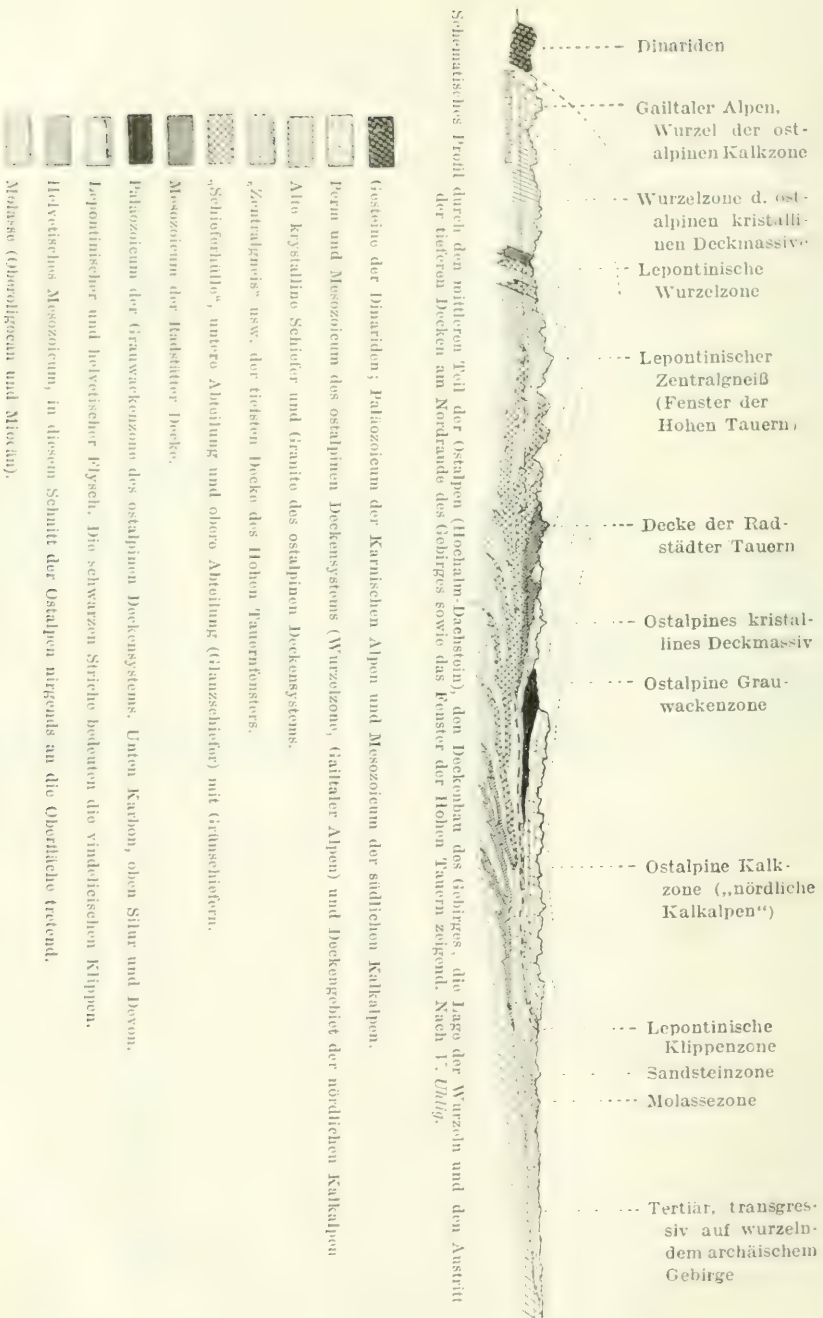 Dinariden
Gailtaler Alpen,
Wurzel der ost-
alpinen Kalkzone
Wurzelzone d. ost-
alpinen kristalli-
nen Deckmassivs
Lepontinische
Wurzelzone
Lepontinischer
Zentralgneiß
(Fenster der
Hohen Tauern)
Decke der Rad-
städter Tauern
Ostalpines kristal-
lines Deckmassiv
Ostalpine Grau-
wackenzone
Ostalpine Kalk-
zone („nördliche
Kalkalpen“)
Lepontinische
Klippenzone
Sandsteinzone
Molassezone
Tertiär, transgres-
siv auf wurzeln-
dem archäischem
Gebirge
Schematisches Profil durch den mittleren Teil der Ostalpen (Hochalm-Dachstein), den Deckenbau des Gebirges, die Lage der Wurzeln und den Austritt
der tieferen Decken am Nordrande des Gebirges sowie das Fenster der Hohen Tauern zeigend. Nach V. Uhlig.
Gesteine der Dinariden; Paläozoicum der Karnischen Alpen und Mesozoicum der südlichen Kalkalpen.
Perm und Mesozoicum des ostalpinen Deckensystems (Wurzelzone, Gailtaler Alpen) und Deckengebiet der nördlichen Kalkalpen
Alte krystalline Schiefer und Granite des ostalpinen Deckensystems.
„Zentralgneis“ usw. der tiefsten Decke des Hohen Tauernfensters.
„Schieferhülle“, untere Abteilung und obere Abteilung (Glanzschiefer) mit Grünschiefern.
Mesozoicum der Radstätter Decke.
Paläozoicum der Grauwackenzone des ostalpinen Deckensystems. Unten Karbon, oben Silur und Devon.
Lepontinischer und helvetischer Flysch. Die schwarzen Striche bedeuten die vindelicischen Klippen.
Helvetisches Mesozoicum, in diesem Schnitt der Ostalpen nirgends an die Oberfläche tretend.
Molasse (Oberoligocän und Miocän).